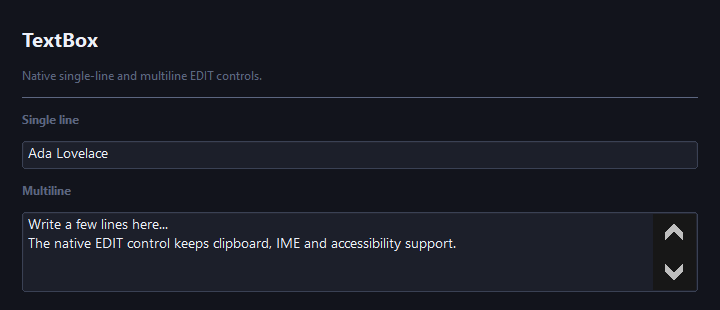 TextBox
Native single-line and multiline EDIT controls.
Single line
Ada Lovelace
Multiline
Write a few lines here...
The native EDIT control keeps clipboard, IME and accessibility support.